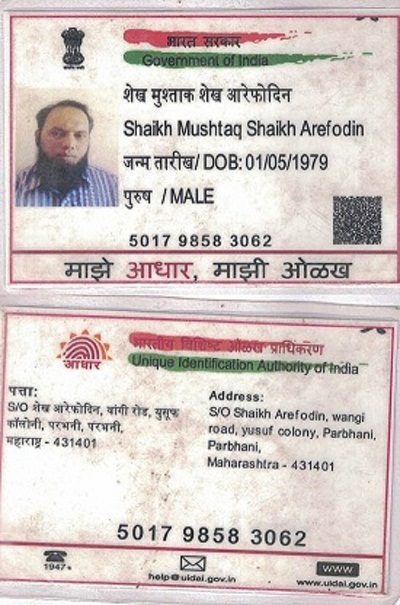 भारत सरकार
Government of India
शेख मुश्ताक शेख आरेफोदिन
Shaikh Mushtaq Shaikh Arefodin
जन्म तारीख/ DOB: 01/05/1979
पुरुष / MALE
5017 9858 3062
माझे आधार, माझी ओळख
भारतीय विशिष्ट ओळख प्राधिकरण
Unique Identification Authority of India
आधार
पत्ता:
S/O शेख आरेफोदिन, वांगी रोड, युसूफ
कॉलोनी, परभनी, परभनी,
महाराष्ट्र - 431401
Address:
S/O Shaikh Arefodin, wangi
road, yusuf colony, Parbhani,
Parbhani,
Maharashtra - 431401
5017 9858 3062
1947
help@uidai.gov.in
www
www.uidai.gov.in